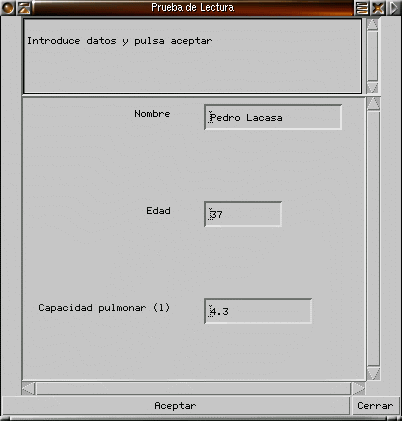 Prueba de Lectura
Introduce datos y pulsa aceptar
Nombre
Pedro Lacasa
Edad
37
Capacidad pulmonar (l)
4.3
Aceptar
Cerrar